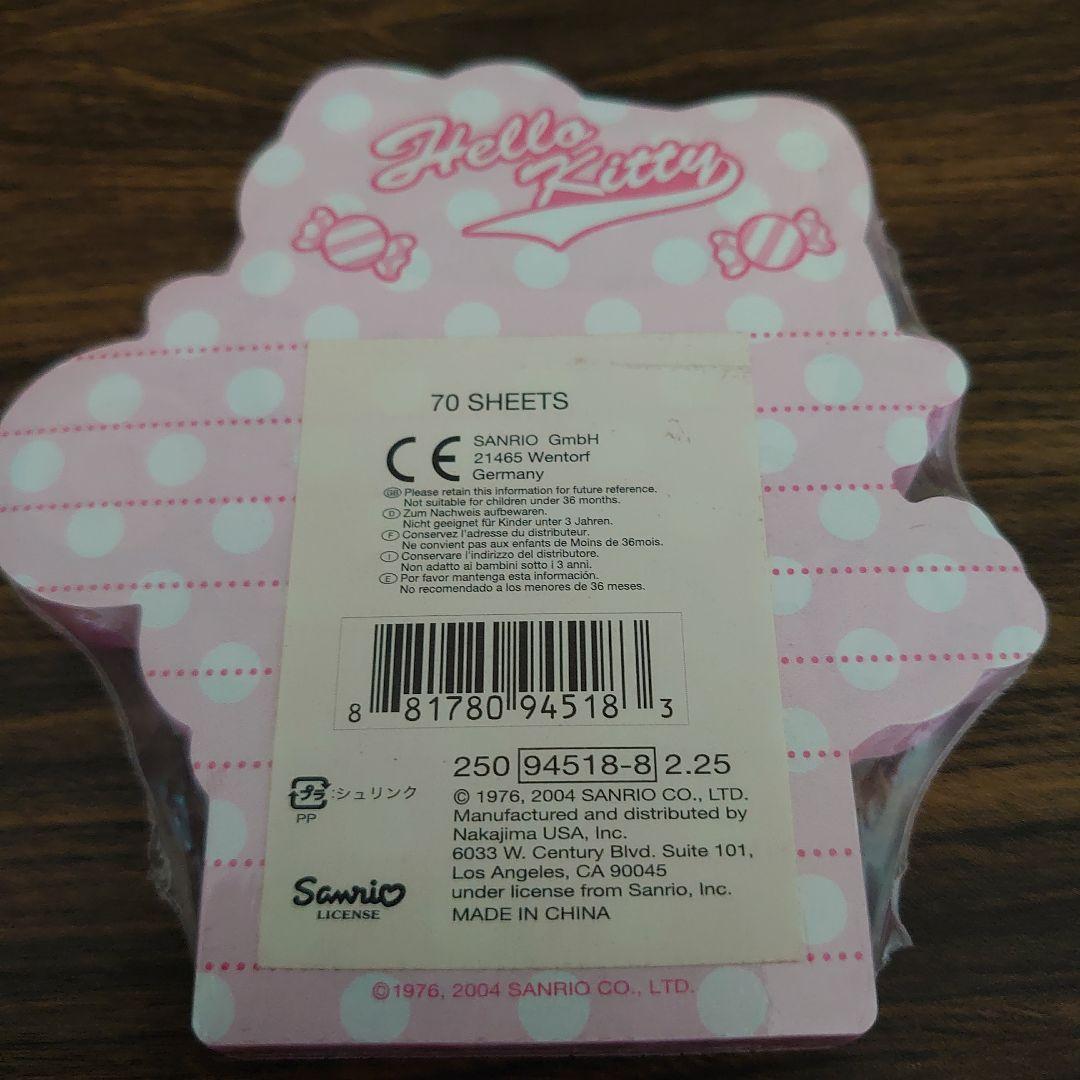 Hello
Kitty
70 SHEETS
CE SANRIO GmbH
21465 Wentorf
Germany
GB Please retain this information for future reference.
Not suitable for children under 36 months.
D Zum Nachweis aufbewaren.
Nicht geeignet für Kinder unter 3 Jahren.
F Conservez l'adresse du distributeur.
Ne convient pas aux enfants de Moins de 36mois.
I Conservare l'indirizzo del distributore.
Non adatto ai bambini sotto i 3 anni.
E Por favor mantenga esta información.
No recomendado a los menores de 36 meses.
8 81780 94518 3
250 94518-8 2.25
プラ:シュリンク
PP
© 1976, 2004 SANRIO CO., LTD.
Manufactured and distributed by
Nakajima USA, Inc.
6033 W. Century Blvd. Suite 101,
Los Angeles, CA 90045
under license from Sanrio, Inc.
MADE IN CHINA
Sanrio
LICENSE
©1976, 2004 SANRIO CO., LTD.